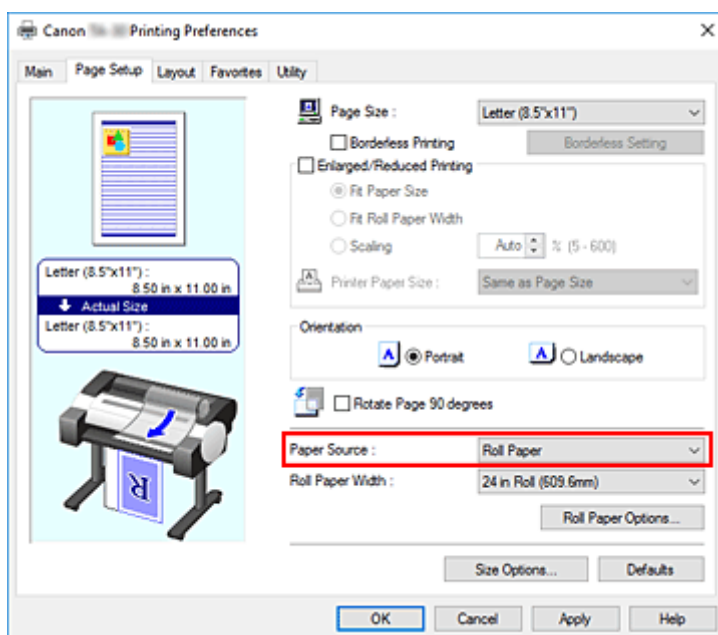 Canon Printing Preferences
Main Page Setup Layout Favorites Utility
Page Size : Letter (8.5"x11")
Borderless Printing Borderless Setting
Enlarged/Reduced Printing
Fit Paper Size
Fit Roll Paper Width
Scaling Auto % (5 - 600)
Printer Paper Size : Same as Page Size
Letter (8.5"x11") :
8.50 in x 11.00 in
Actual Size
Letter (8.5"x11") :
8.50 in x 11.00 in
Orientation
A Portrait A Landscape
Rotate Page 90 degrees
Paper Source : Roll Paper
Roll Paper Width : 24 in Roll (609.6mm)
R
Roll Paper Options...
Size Options... Defaults
OK Cancel Apply Help